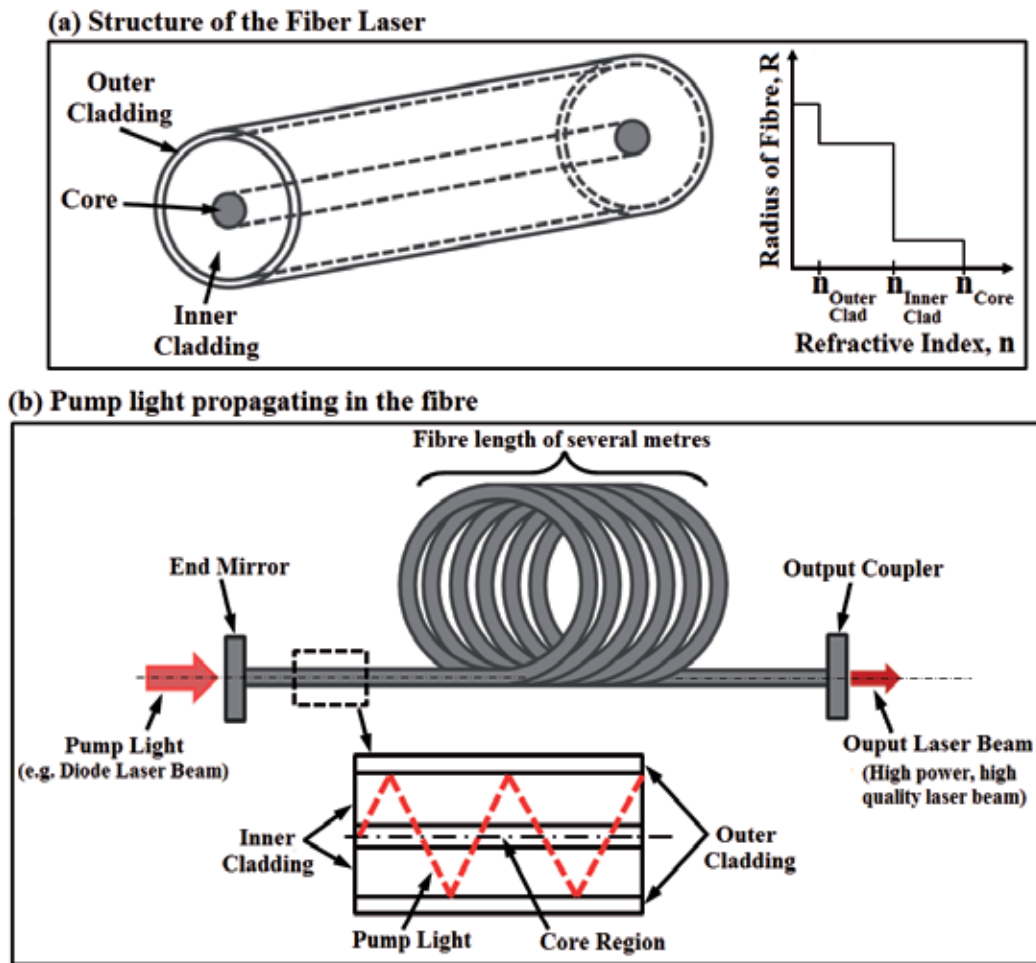 (a) Structure of the Fiber Laser
Outer
Cladding
Core
Inner
Cladding
Radius of Fibre, R
n Outer Clad
n Inner Clad
n Core
Refractive Index, n
(b) Pump light propagating in the fibre
Fibre length of several metres
End Mirror
Output Coupler
Pump Light
(e.g. Diode Laser Beam)
Ouput Laser Beam
(High power, high
quality laser beam)
Inner
Cladding
Outer
Cladding
Pump Light
Core Region